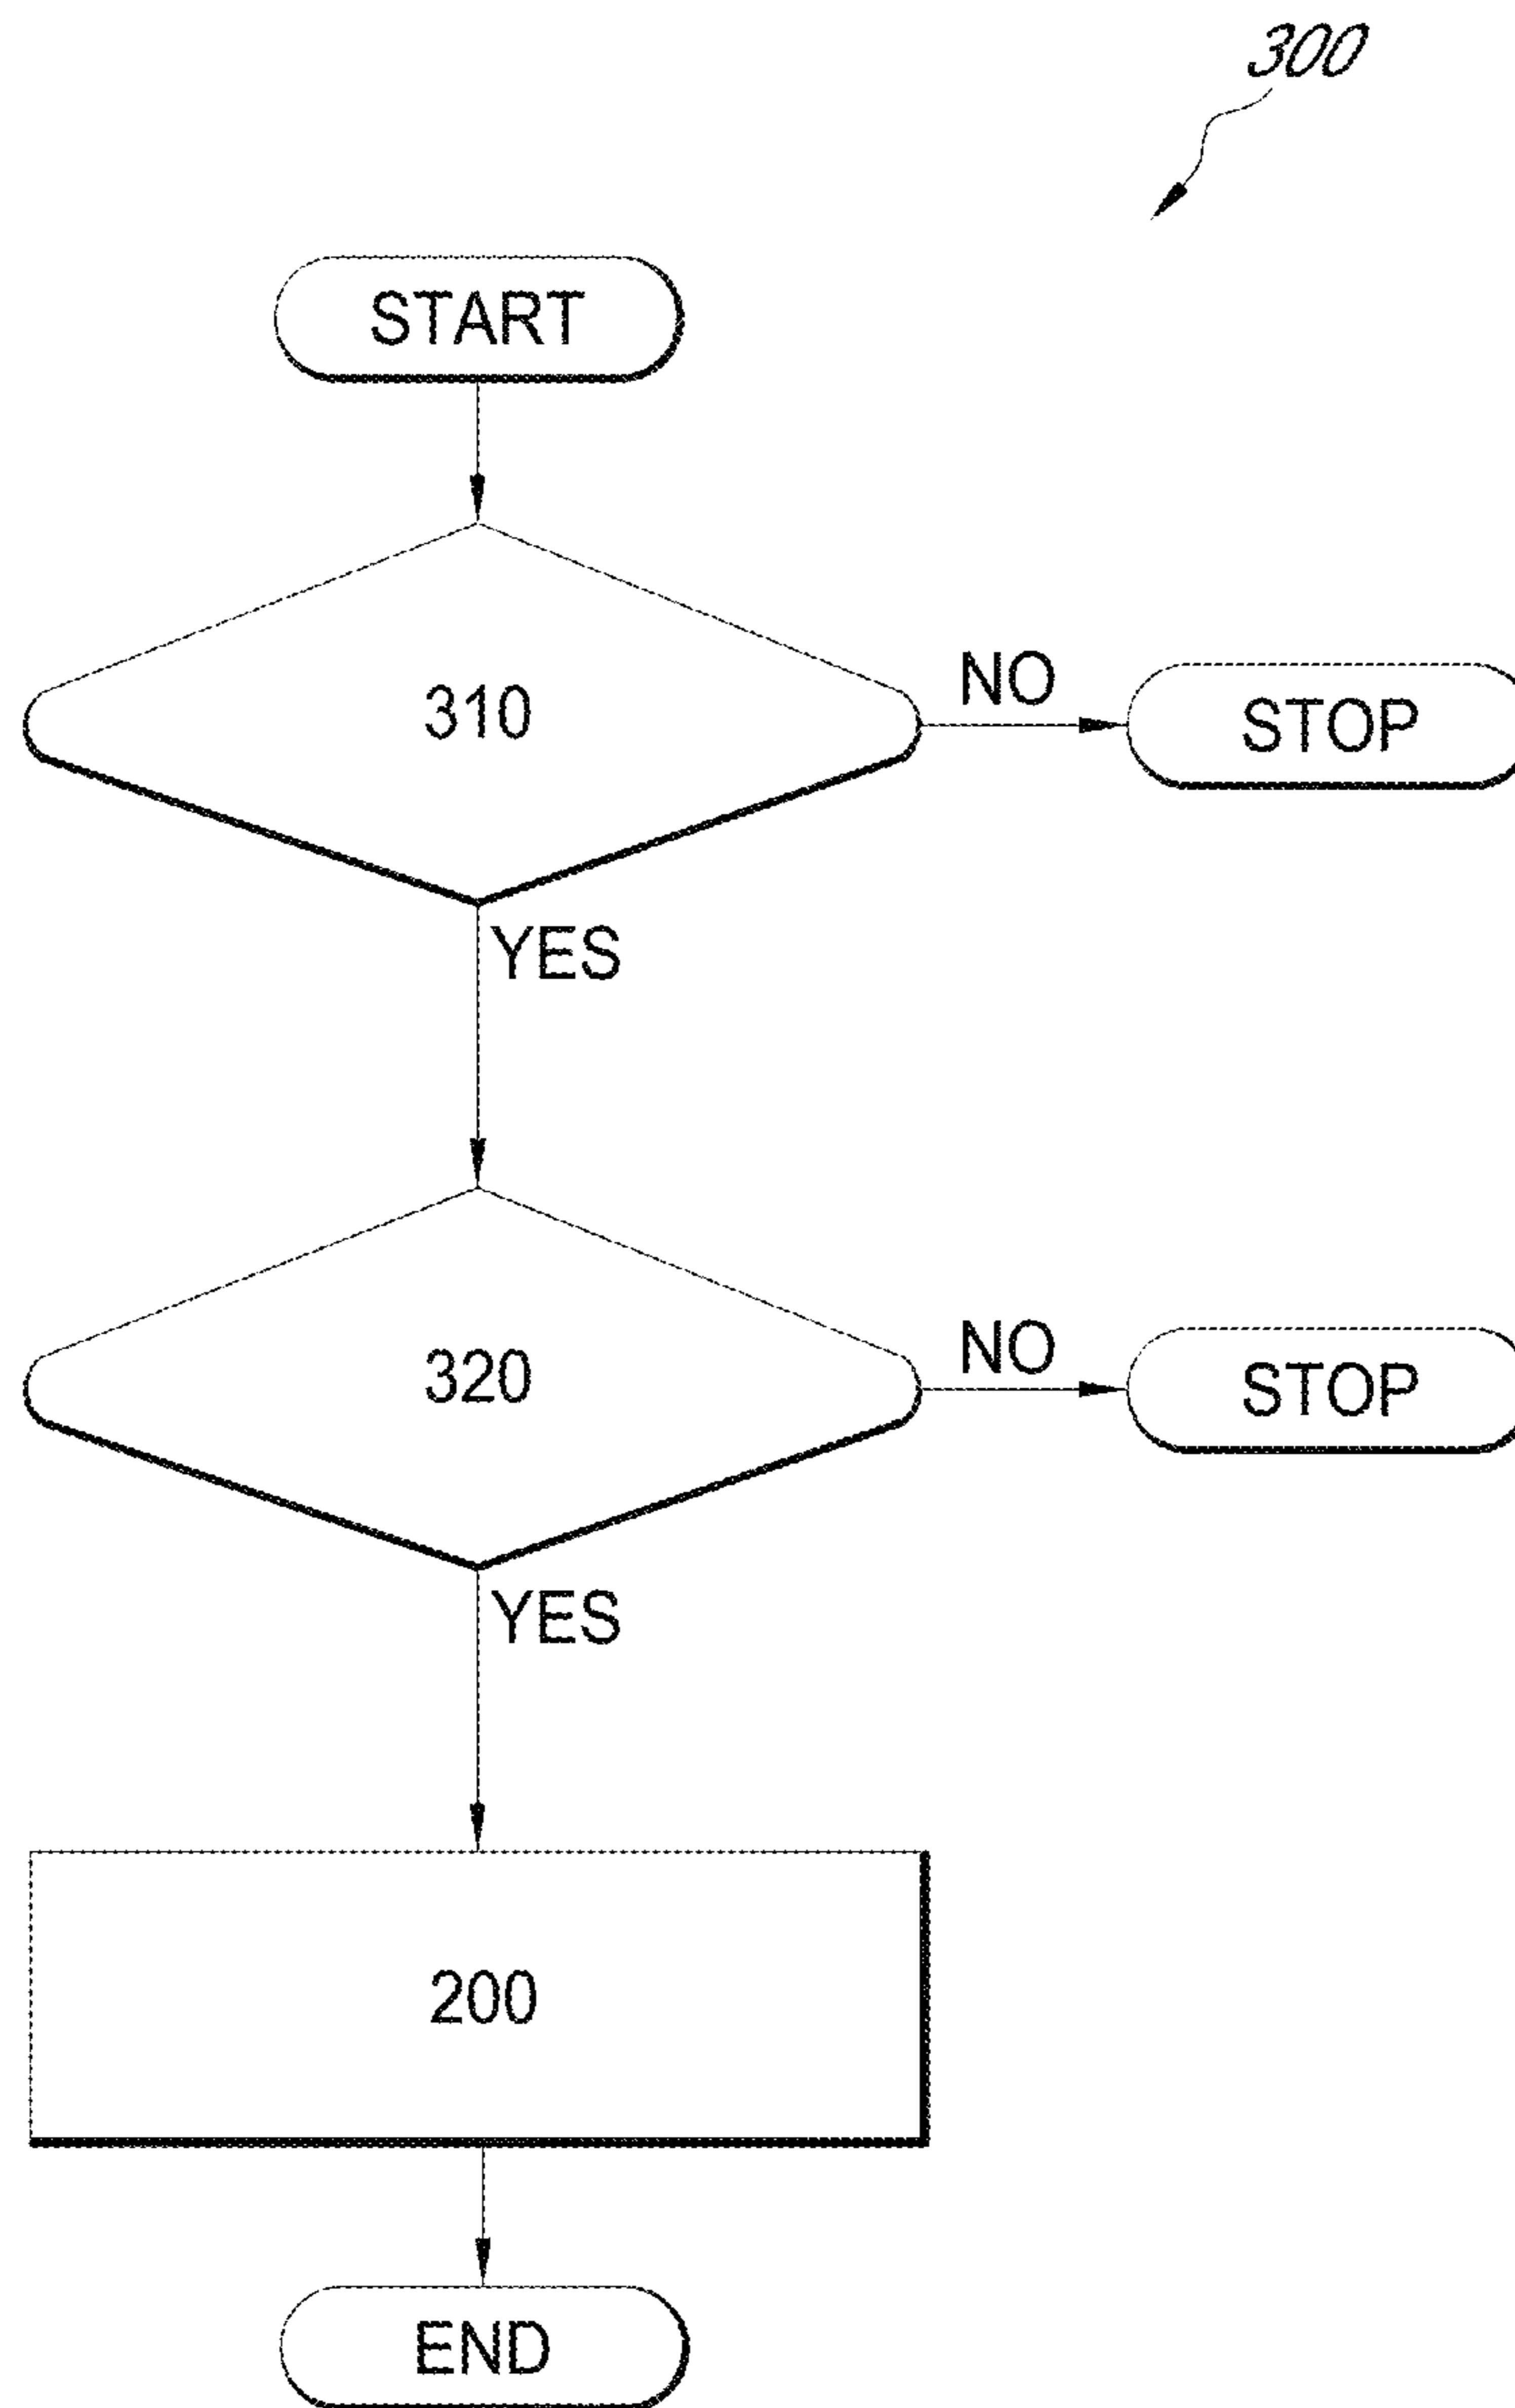 300
START
310
NO
STOP
YES
320
NO
STOP
YES
200
END